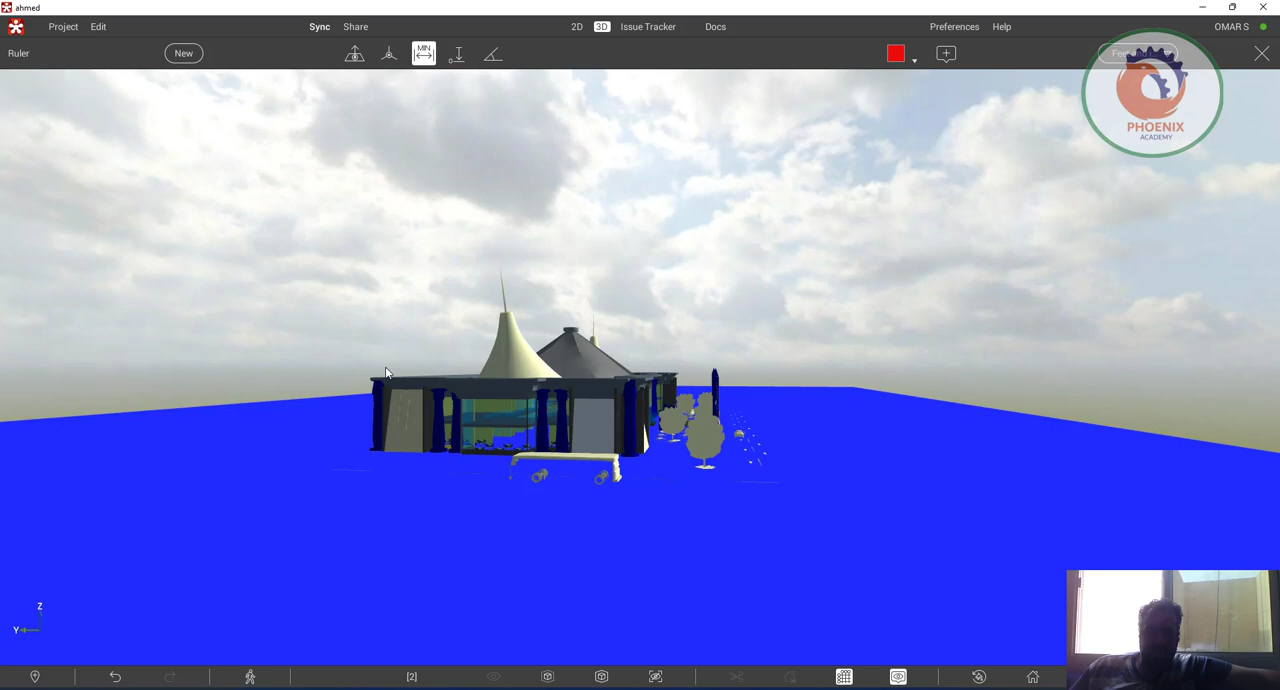 ahmed
Project Edit Sync Share 2D 3D Issue Tracker Docs Preferences Help OMAR S
Ruler New MIN 0
PHOENIX
ACADEMY
Z
Y
[2]